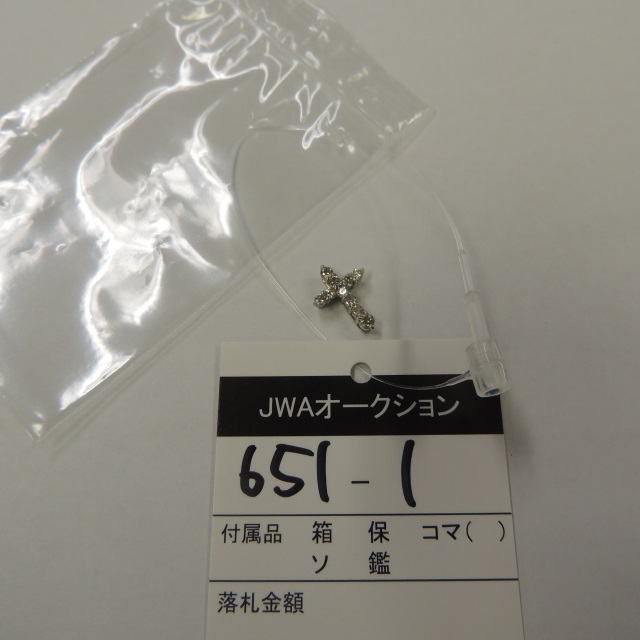 JWAオークション
651-1
付属品 箱 保 コマ( )
ソ 鑑
落札金額